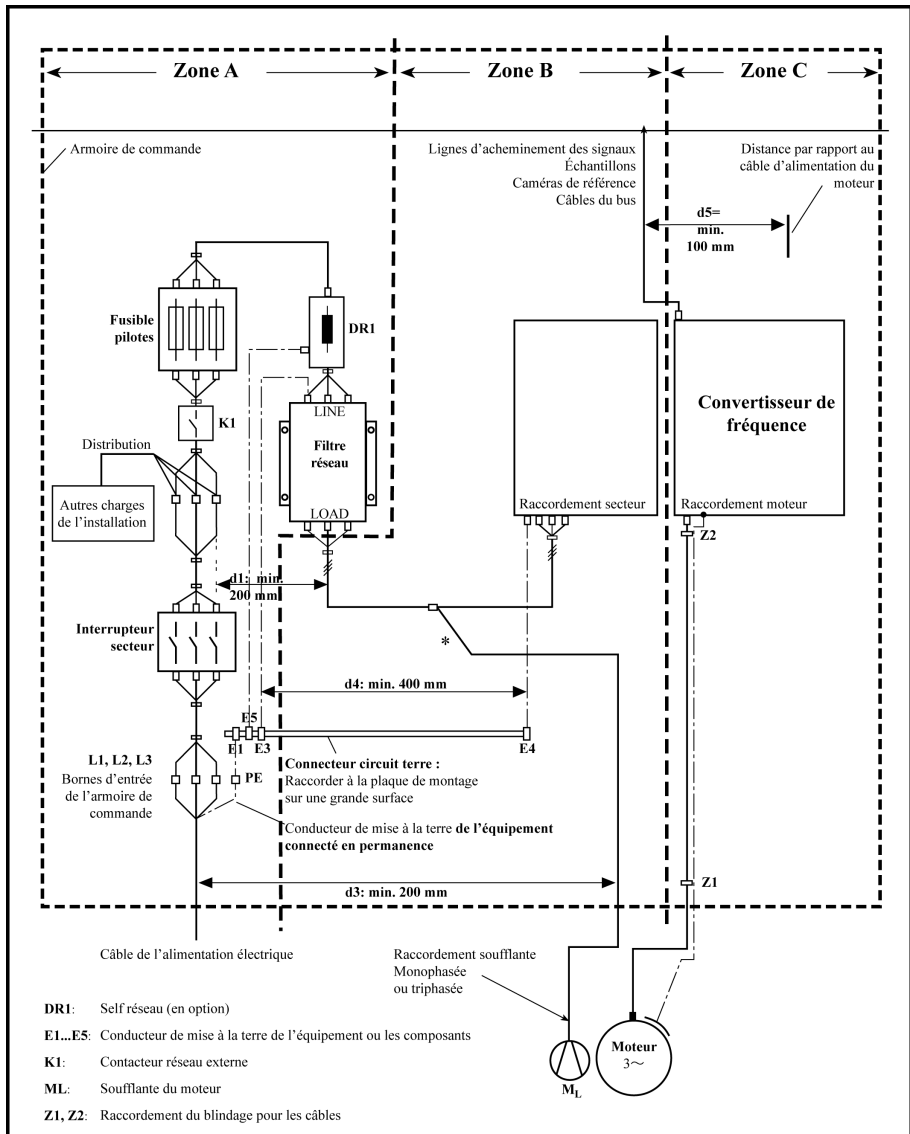 Zone A
Zone B
Zone C
Armoire de commande
Lignes d'acheminement des signaux
Échantillons
Caméras de référence
Câbles du bus
Distance par rapport au
câble d'alimentation du
moteur
d5=
min.
100 mm
Fusible
pilotes
DR1
K1
LINE
Filtre
réseau
LOAD
Convertisseur de
fréquence
Distribution
Autres charges
de l'installation
Raccordement secteur
Raccordement moteur
Z2
d1: min.
200 mm
Interrupteur
secteur
*
d4: min. 400 mm
E5
E1
E3
E4
L1, L2, L3
Bornes d'entrée
de l'armoire de
commande
PE
Connecteur circuit terre :
Raccorder à la plaque de montage
sur une grande surface
Conducteur de mise à la terre de l'équipement
connecté en permanence
d3: min. 200 mm
Z1
Câble de l'alimentation électrique
Raccordement soufflante
Monophasée
ou triphasée
Moteur
3~
ML
DR1: Self réseau (en option)
E1...E5: Conducteur de mise à la terre de l'équipement ou les composants
K1: Contacteur réseau externe
ML: Soufflante du moteur
Z1, Z2: Raccordement du blindage pour les câbles